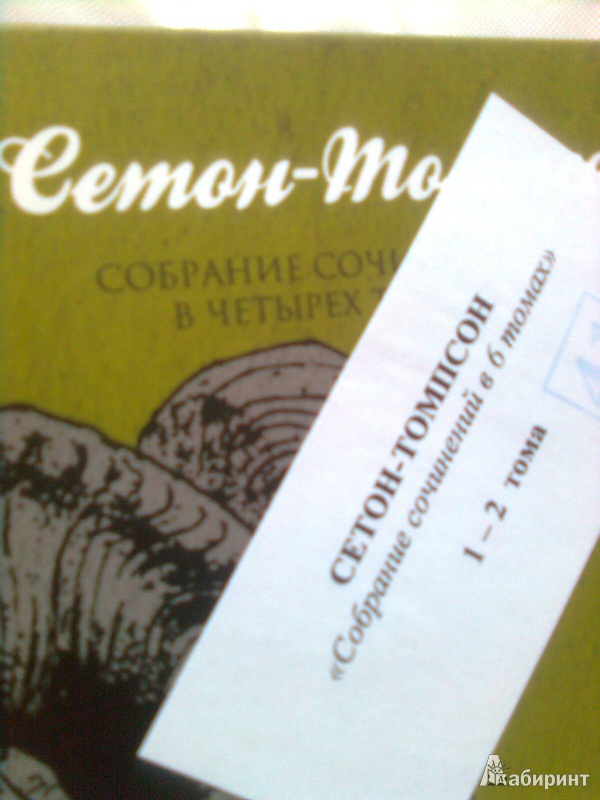 Сетон-То
СОБРАНИЕ СОЧИ
В ЧЕТЫРЕХ Т
СЕТОН-ТОМПСОН
«Собрание сочинений в 6 томах»
1 – 2 тома
Лабиринт